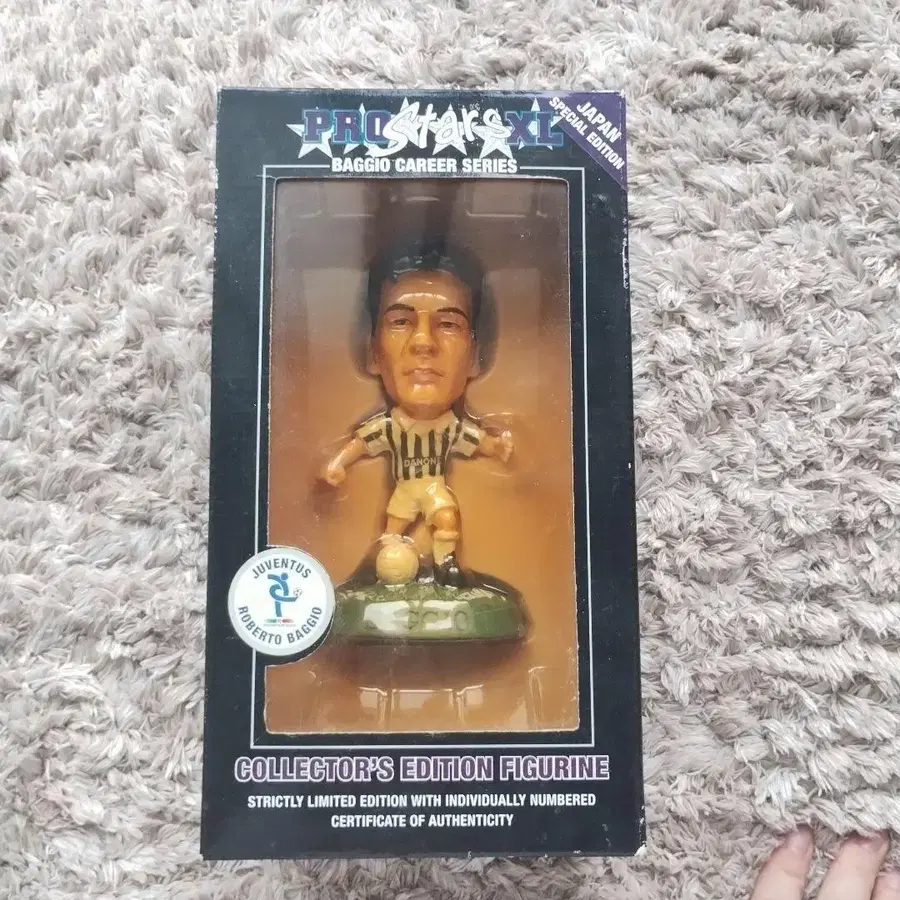 PROStarsXL
JAPAN
SPECIAL EDITION
BAGGIO CAREER SERIES
DANONE
JUVENTUS
ROBERTO BAGGIO
COLLECTOR'S EDITION FIGURINE
STRICTLY LIMITED EDITION WITH INDIVIDUALLY NUMBERED
CERTIFICATE OF AUTHENTICITY